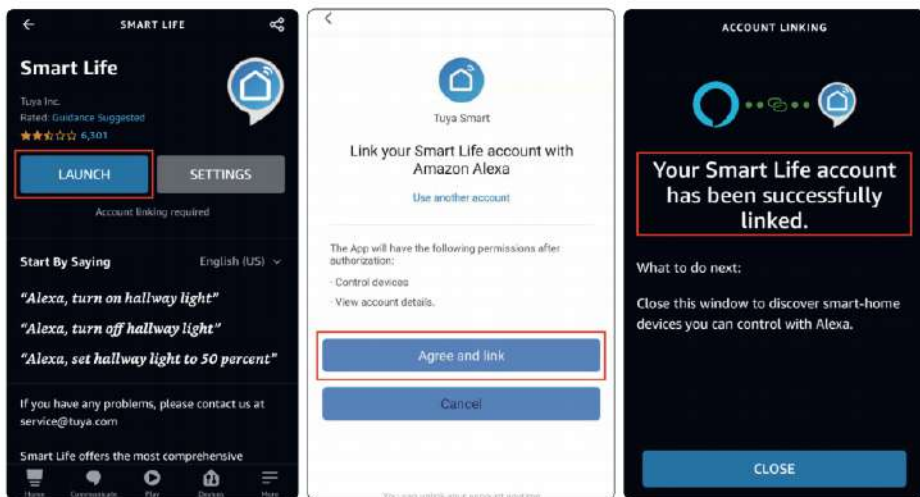 SMART LIFE
Smart Life
Tuya Inc.
Rated: Guidance Suggested
6,301
LAUNCH
SETTINGS
Account linking required
Start By Saying
English (US)
“Alexa, turn on hallway light”
“Alexa, turn off hallway light”
“Alexa, set hallway light to 50 percent”
If you have any problems, please contact us at
service@tuya.com
Smart Life offers the most comprehensive
Home
Communicate
Play
Devices
More
Tuya Smart
Link your Smart Life account with
Amazon Alexa
Use another account
The App will have the following permissions after
authorization:
· Control devices
· View account details.
Agree and link
Cancel
You can unlink your account anytime
ACCOUNT LINKING
Your Smart Life account
has been successfully
linked.
What to do next:
Close this window to discover smart-home
devices you can control with Alexa.
CLOSE